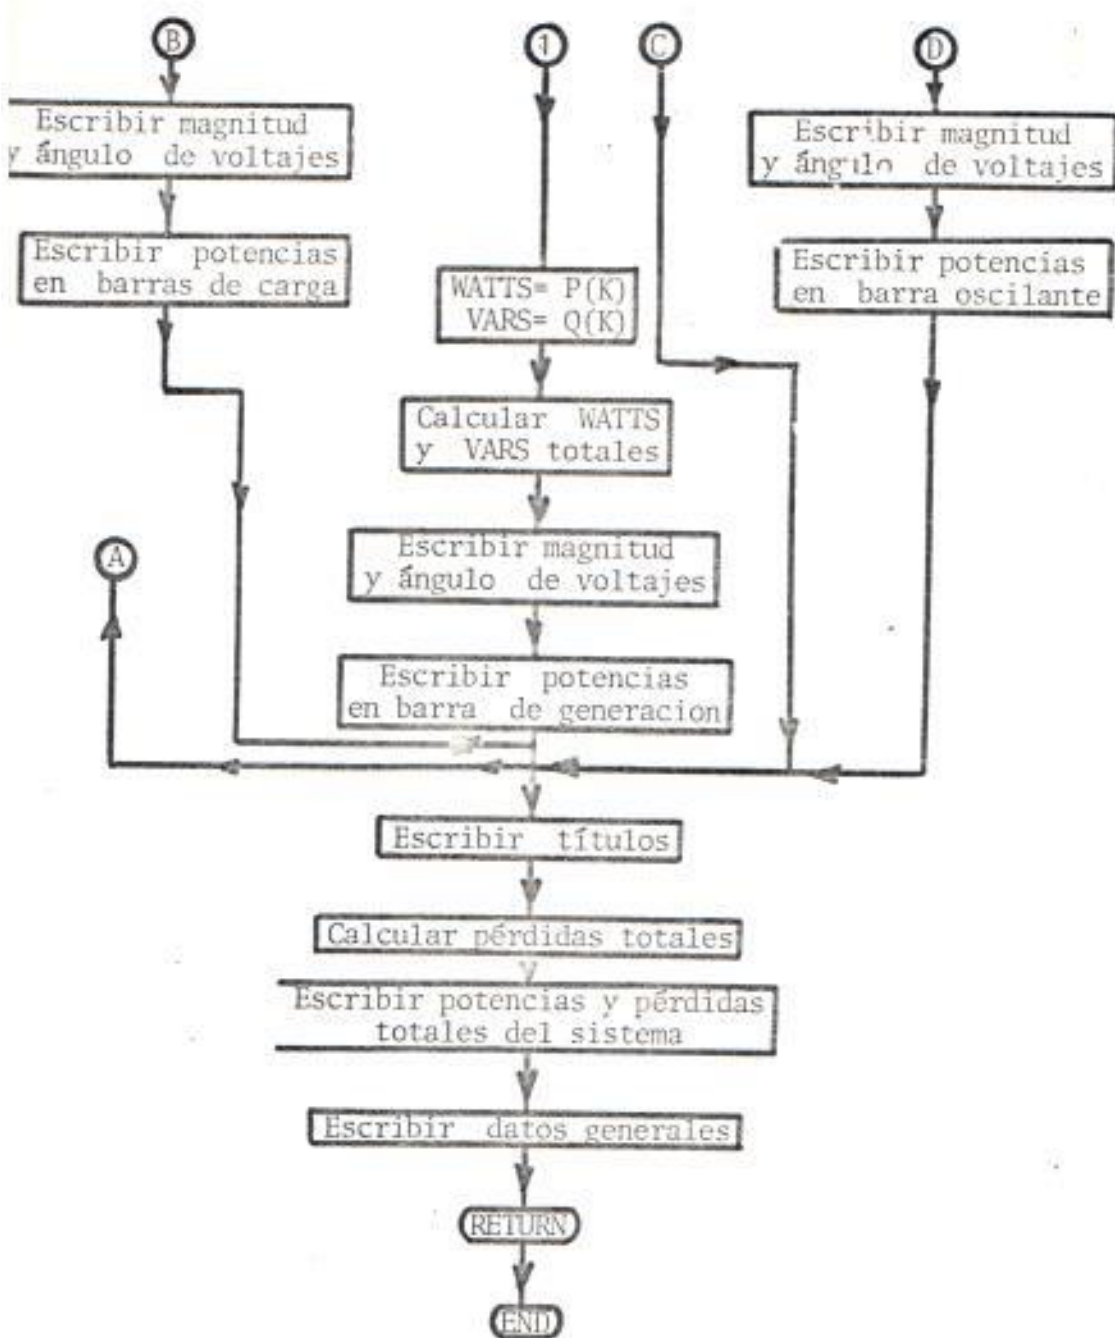 B
1
C
D
Escribir magnitud
y ángulo de voltajes
Escribir magnitud
y ángulo de voltajes
Escribir potencias
en barras de carga
WATTS= P(K)
VARS= Q(K)
Escribir potencias
en barra oscilante
Calcular WATTS
y VARS totales
A
Escribir magnitud
y ángulo de voltajes
Escribir potencias
en barra de generacion
Escribir títulos
Calcular pérdidas totales
Escribir potencias y pérdidas
totales del sistema
Escribir datos generales
RETURN
END